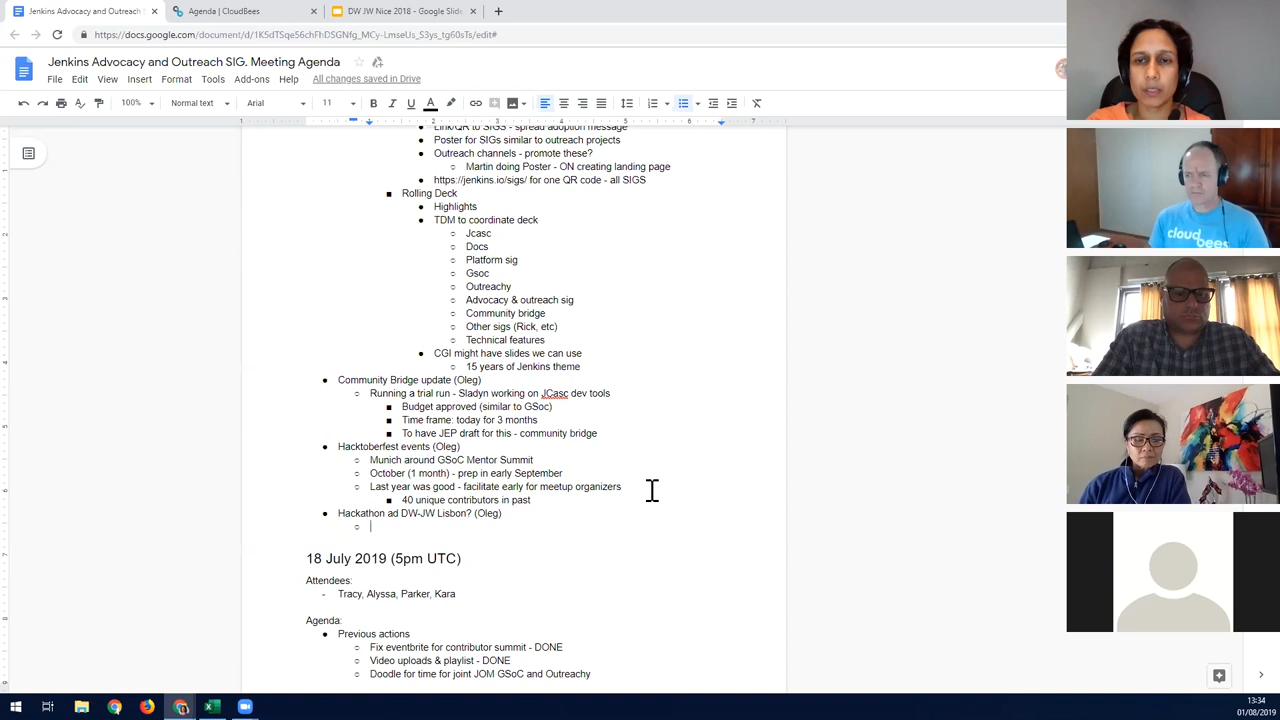 Jenkins Advocacy and Outreach
Agenda | CloudBees
DW JW Nice 2018 - Google Slide
https://docs.google.com/document/d/1K5dTSqe56chFhDSGNfg_MCy-LmseUs_S3ys_tg60sTs/edit#
Jenkins Advocacy and Outreach SIG. Meeting Agenda
File Edit View Insert Format Tools Add-ons Help All changes saved in Drive
100% Normal text Arial 11
Link/QR to SIGS - spread adoption message
Poster for SIGs similar to outreach projects
Outreach channels - promote these?
Martin doing Poster - ON creating landing page
https://jenkins.io/sigs/ for one QR code - all SIGS
Rolling Deck
Highlights
TDM to coordinate deck
Jcasc
Docs
Platform sig
Gsoc
Outreachy
Advocacy & outreach sig
Community bridge
Other sigs (Rick, etc)
Technical features
CGI might have slides we can use
15 years of Jenkins theme
Community Bridge update (Oleg)
Running a trial run - Sladyn working on JCasc dev tools
Budget approved (similar to GSoc)
Time frame: today for 3 months
To have JEP draft for this - community bridge
Hacktoberfest events (Oleg)
Munich around GSoC Mentor Summit
October (1 month) - prep in early September
Last year was good - facilitate early for meetup organizers
40 unique contributors in past
Hackathon ad DW-JW Lisbon? (Oleg)
18 July 2019 (5pm UTC)
Attendees:
- Tracy, Alyssa, Parker, Kara
Agenda:
Previous actions
Fix eventbrite for contributor summit - DONE
Video uploads & playlist - DONE
Doodle for time for joint JOM GSoC and Outreachy
cloud
bees
13:34
01/08/2019